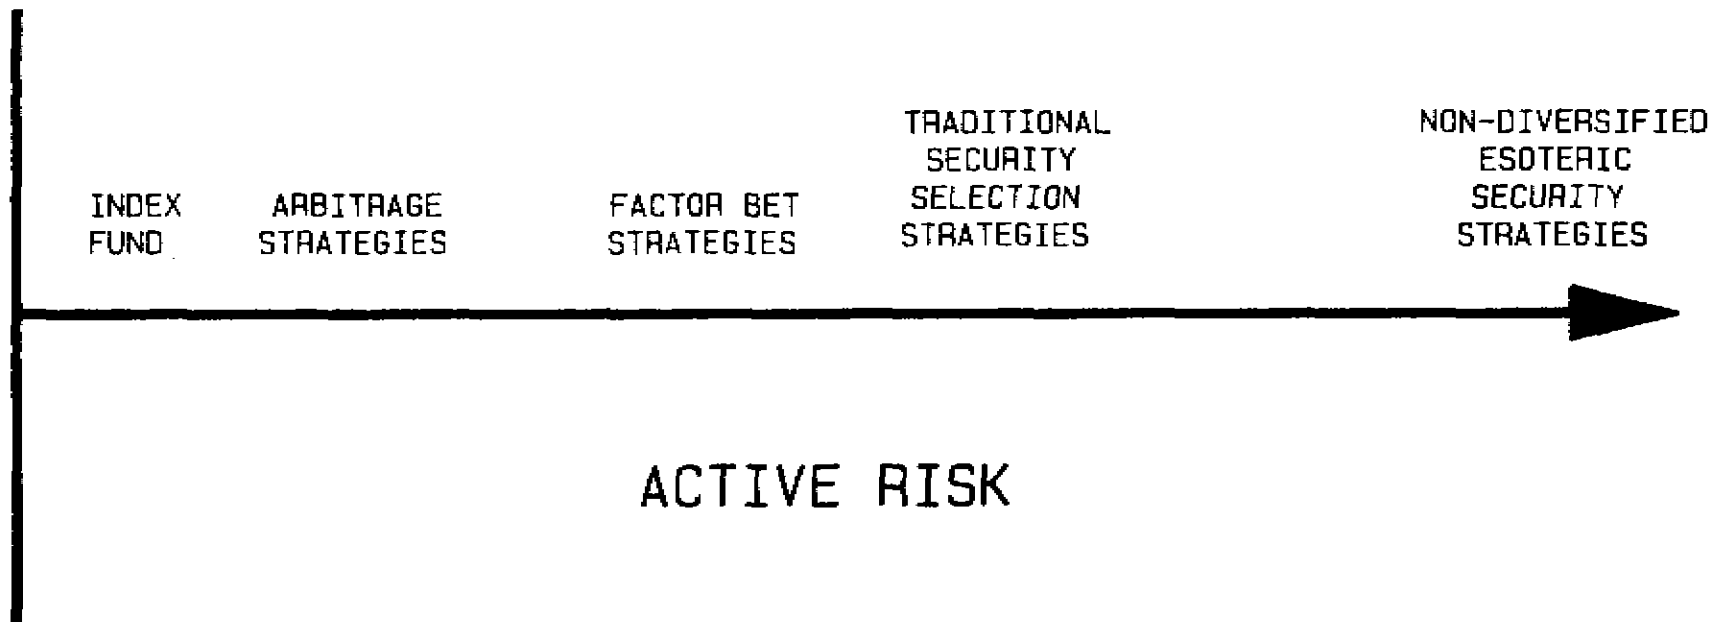 INDEX
FUND
ARBITRAGE
STRATEGIES
FACTOR BET
STRATEGIES
TRADITIONAL
SECURITY
SELECTION
STRATEGIES
NON-DIVERSIFIED
ESOTERIC
SECURITY
STRATEGIES
ACTIVE RISK